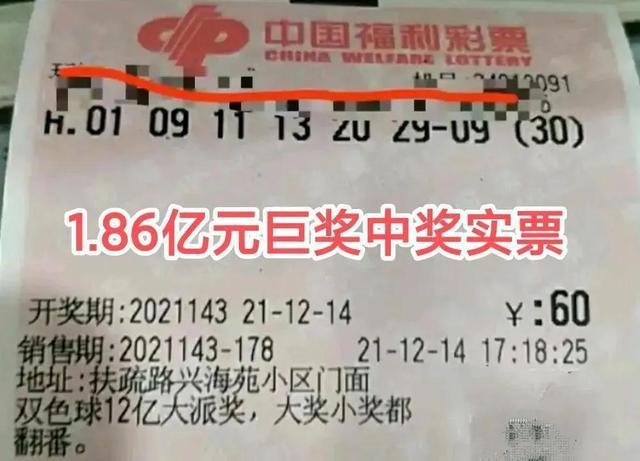 中国福利彩票
CHINA WELFARE LOTTERY
H.01 09 11 13 20 29-09 (30)
1.86亿元巨奖中奖实票
开奖期:2021143 21-12-14 ￥:60
销售期:2021143-178 21-12-14 17:18:25
地址:扶疏路兴海苑小区门面
双色球12亿大派奖，大奖小奖都
翻番。